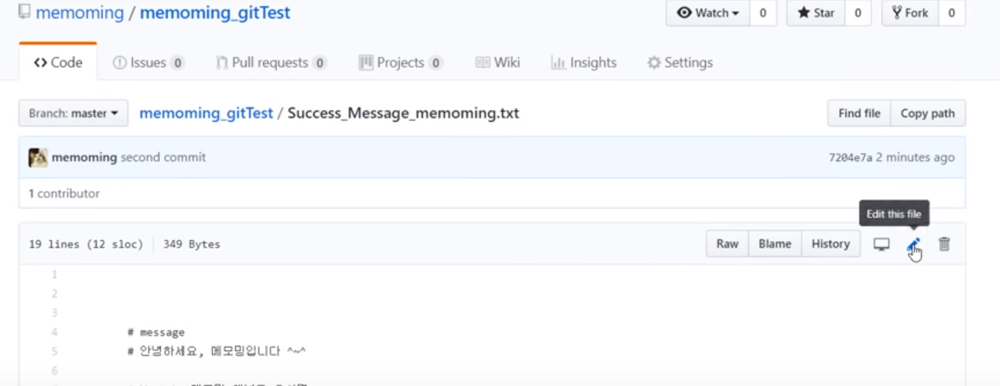 memoming / memoming_gitTest Watch 0 Star 0 Fork 0
Code Issues 0 Pull requests 0 Projects 0 Wiki Insights Settings
Branch: master memoming_gitTest / Success_Message_memoming.txt Find file Copy path
memoming second commit 7204e7a 2 minutes ago
1 contributor
Edit this file
19 lines (12 sloc) 349 Bytes Raw Blame History
1
2
3
4 # message
5 # 안녕하세요, 메모밍입니다 ^~^
6